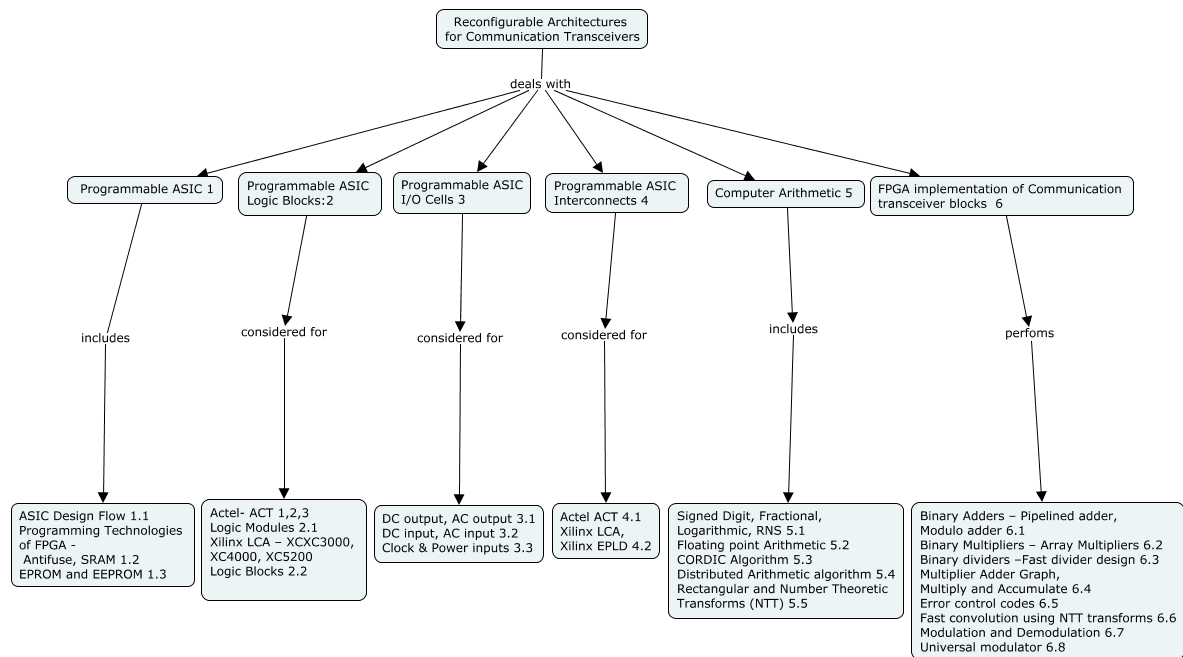 Reconfigurable Architectures
for Communication Transceivers
deals with
Programmable ASIC 1
Programmable ASIC
Logic Blocks:2
Programmable ASIC
I/O Cells 3
Programmable ASIC
Interconnects 4
Computer Arithmetic 5
FPGA implementation of Communication
transceiver blocks 6
includes
considered for
considered for
considered for
includes
perfoms
ASIC Design Flow 1.1
Programming Technologies
of FPGA -
Antifuse, SRAM 1.2
EPROM and EEPROM 1.3
Actel- ACT 1,2,3
Logic Modules 2.1
Xilinx LCA – XCXC3000,
XC4000, XC5200
Logic Blocks 2.2
DC output, AC output 3.1
DC input, AC input 3.2
Clock & Power inputs 3.3
Actel ACT 4.1
Xilinx LCA,
Xilinx EPLD 4.2
Signed Digit, Fractional,
Logarithmic, RNS 5.1
Floating point Arithmetic 5.2
CORDIC Algorithm 5.3
Distributed Arithmetic algorithm 5.4
Rectangular and Number Theoretic
Transforms (NTT) 5.5
Binary Adders – Pipelined adder,
Modulo adder 6.1
Binary Multipliers – Array Multipliers 6.2
Binary dividers –Fast divider design 6.3
Multiplier Adder Graph,
Multiply and Accumulate 6.4
Error control codes 6.5
Fast convolution using NTT transforms 6.6
Modulation and Demodulation 6.7
Universal modulator 6.8